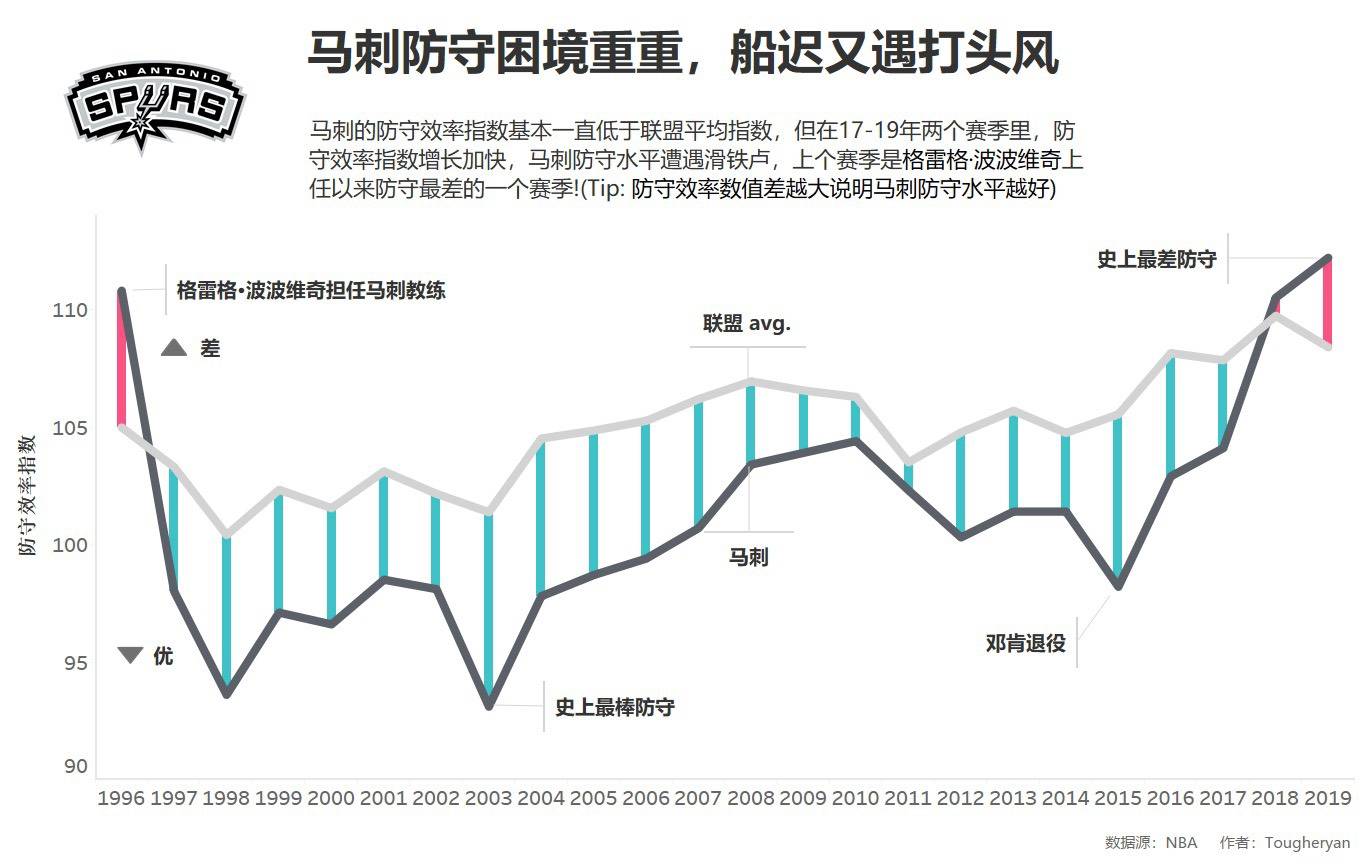 马刺防守困境重重，船迟又遇打头风
SAN ANTONIO
SPURS
马刺的防守效率指数基本一直低于联盟平均指数，但在17-19年两个赛季里，防
守效率指数增长加快，马刺防守水平遭遇滑铁卢，上个赛季是格雷格·波波维奇上
任以来防守最差的一个赛季!(Tip: 防守效率数值差越大说明马刺防守水平越好)
史上最差防守
格雷格•波波维奇担任马刺教练
110
联盟 avg.
差
105
防守效率指数
100
马刺
邓肯退役
95
优
史上最棒防守
90
1996 1997 1998 1999 2000 2001 2002 2003 2004 2005 2006 2007 2008 2009 2010 2011 2012 2013 2014 2015 2016 2017 2018 2019
数据源：NBA 作者：Tougheryan